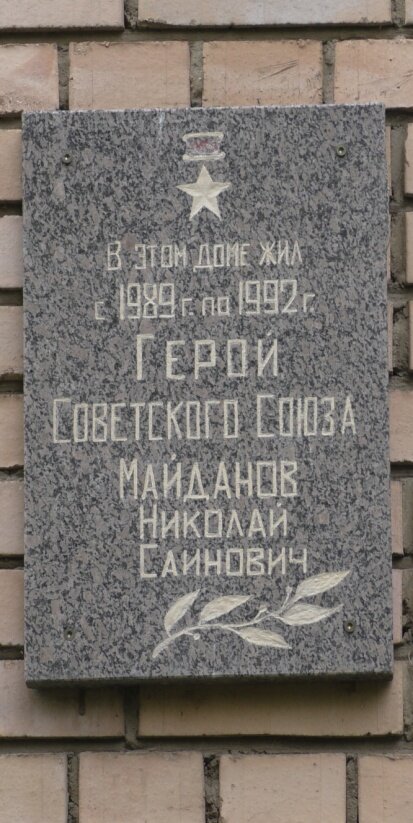 В этом доме жил
с 1989 г. по 1992 г.
Герой
Советского Союза
Майданов
Николай
Саинович